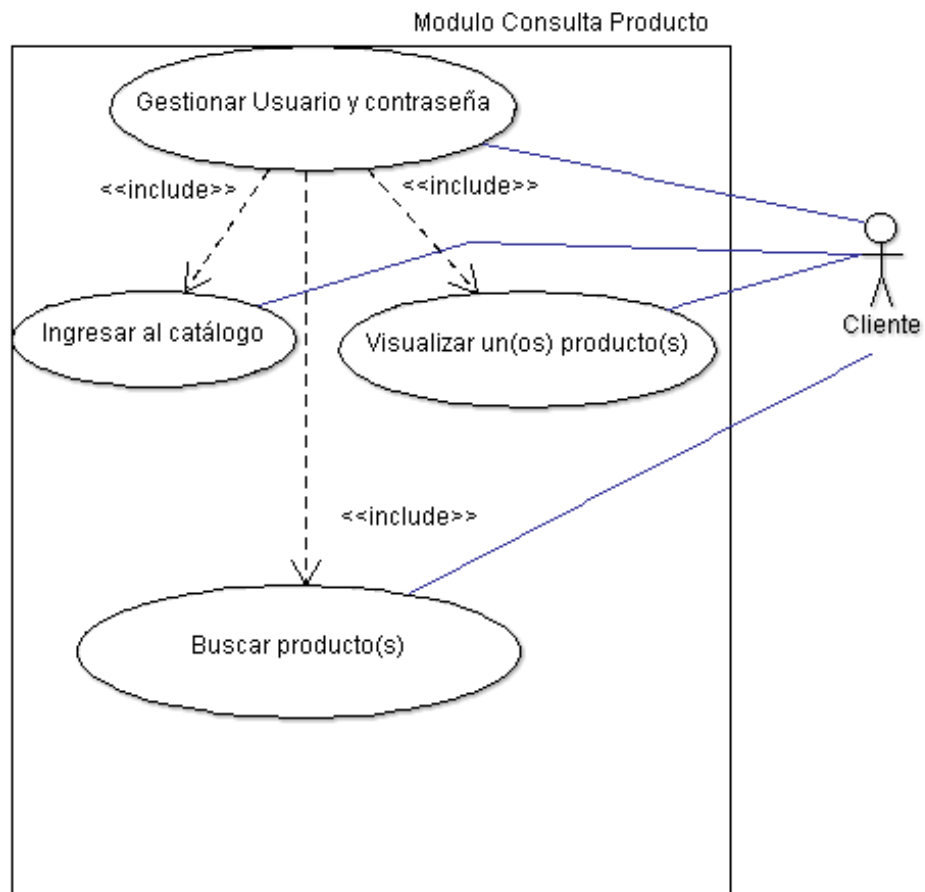 Modulo Consulta Producto
Gestionar Usuario y contraseña
<<include>>
<<include>>
Ingresar al catálogo
Visualizar un(os) producto(s)
Cliente
<<include>>
Buscar producto(s)